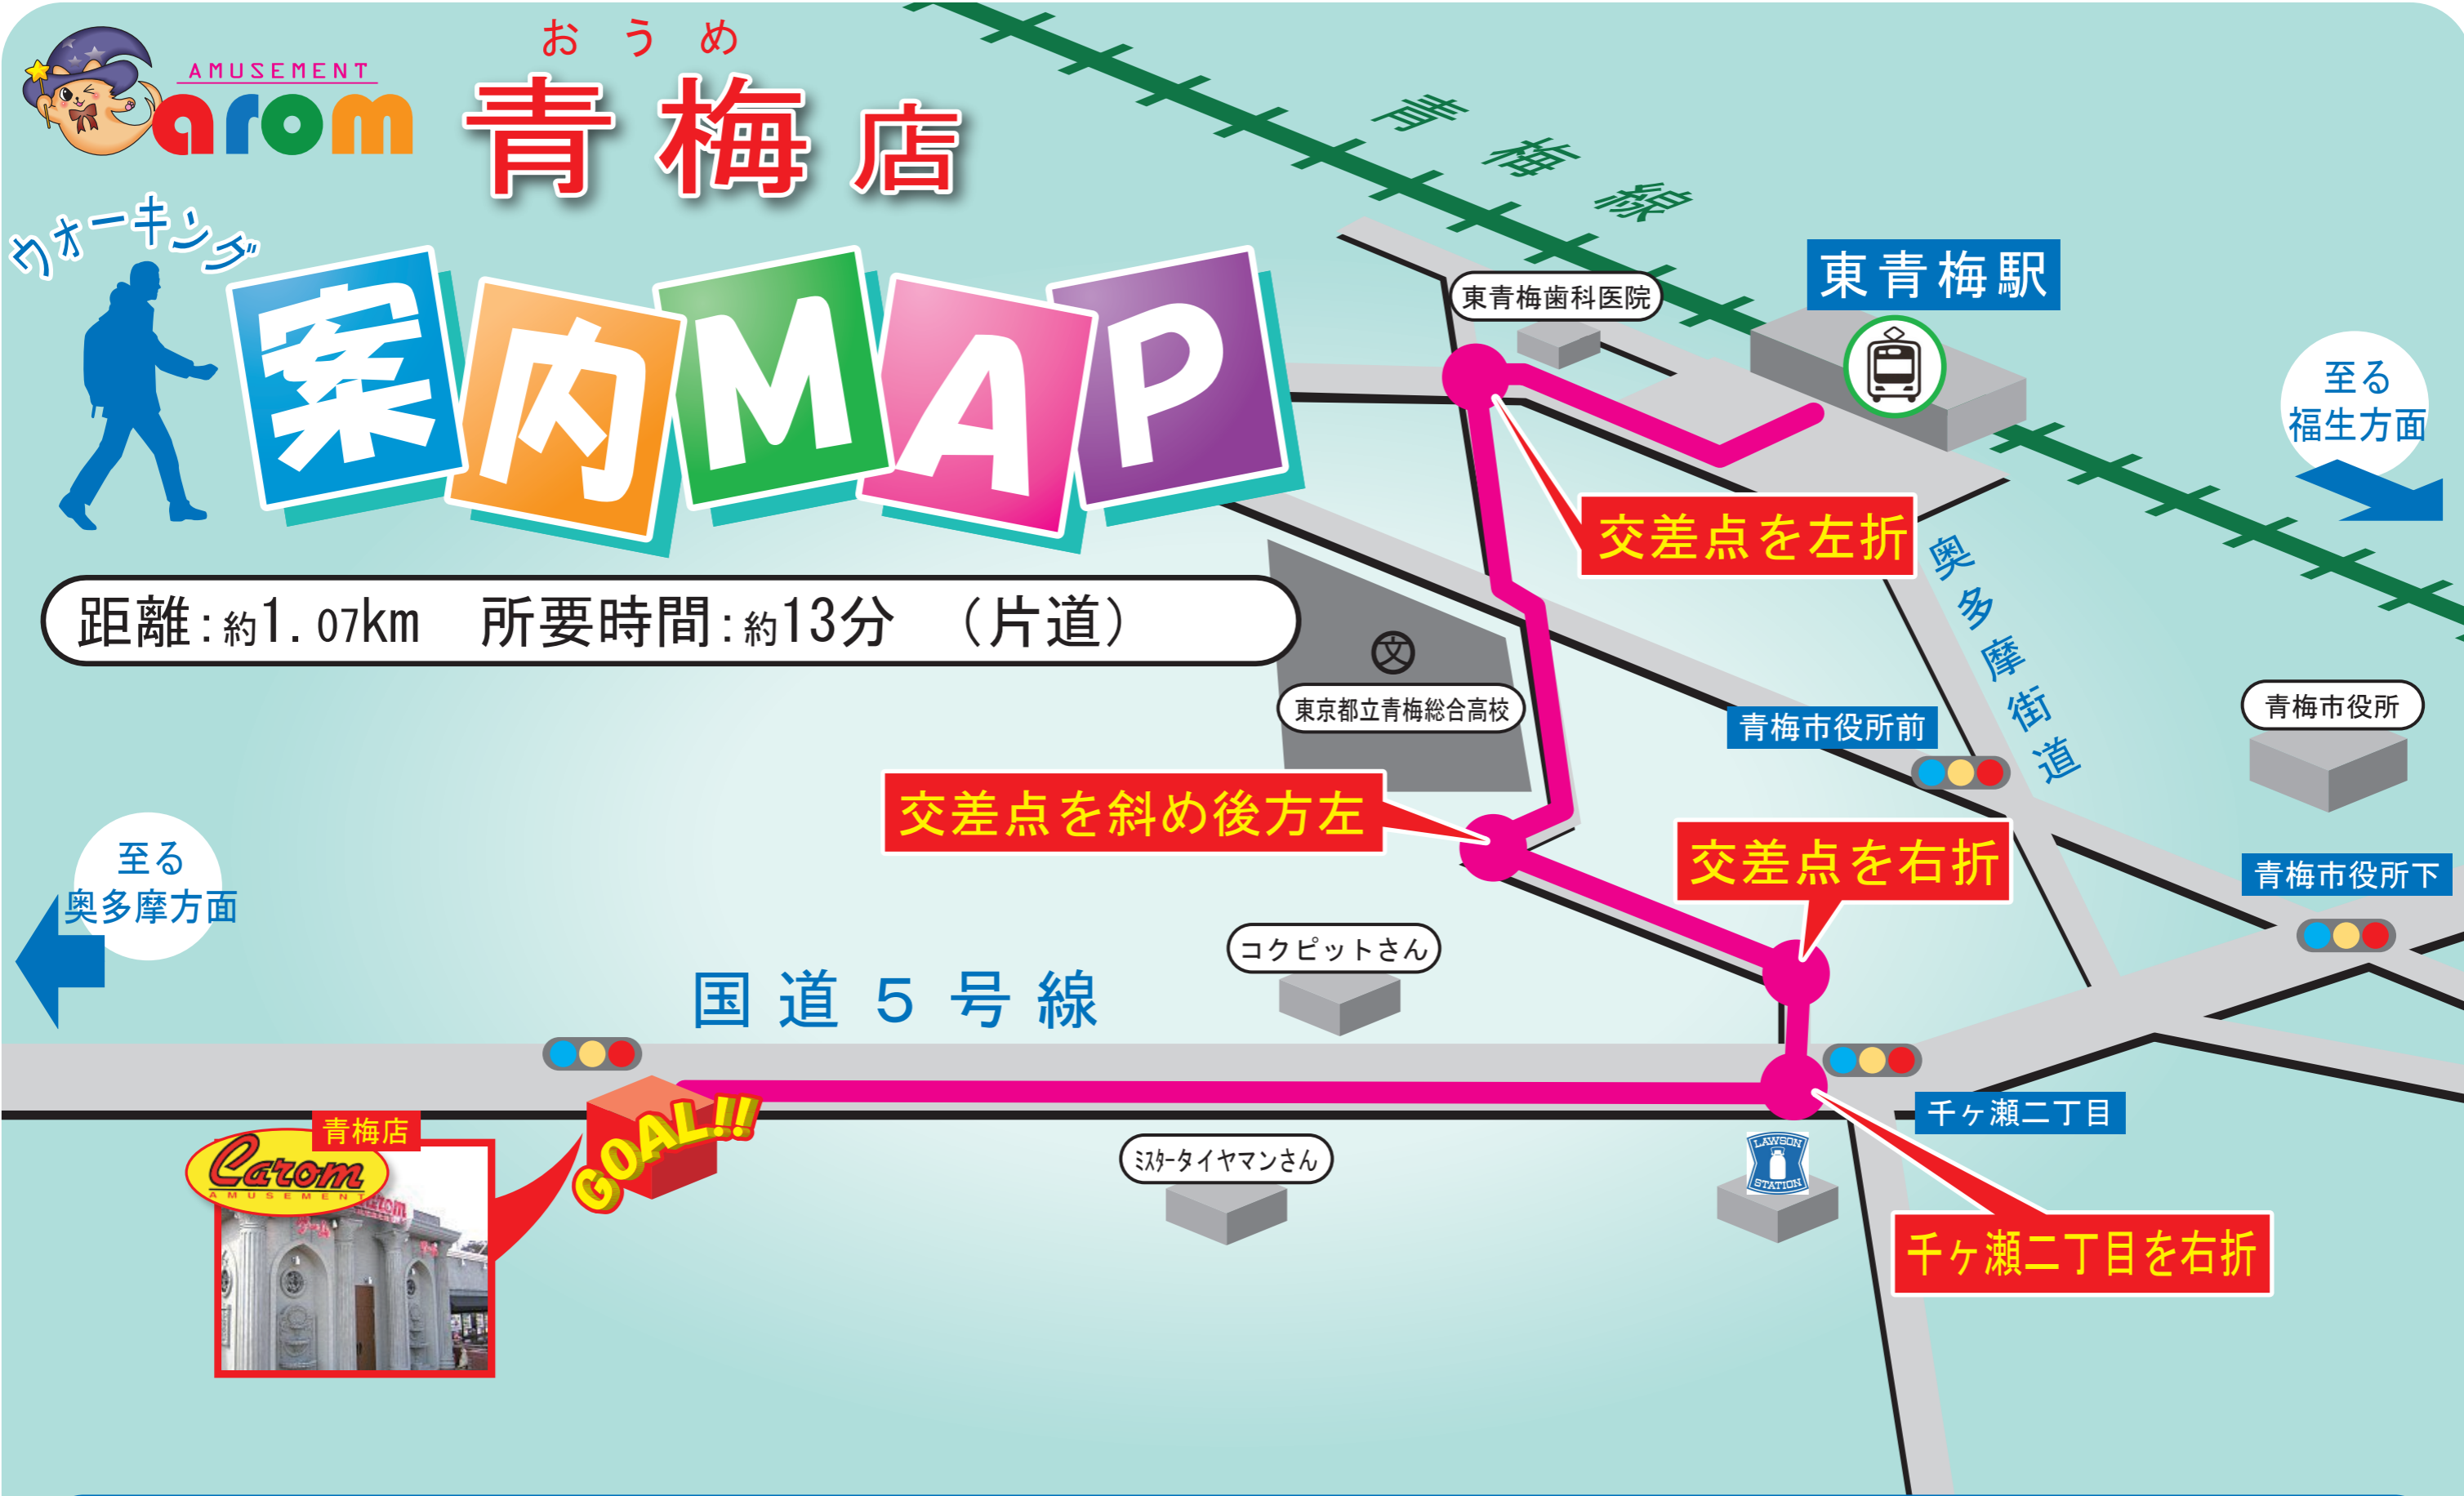 AMUSEMENT
arom
おうめ
青梅店
ウォーキング
案内MAP
距離:約1.07km 所要時間:約13分 (片道)
青梅線
東青梅歯科医院
東青梅駅
至る
福生方面
交差点を左折
奥多摩街道
文
東京都立青梅総合高校
青梅市役所前
青梅市役所
交差点を斜め後方左
交差点を右折
青梅市役所下
至る
奥多摩方面
コクピットさん
国道5号線
千ヶ瀬二丁目
青梅店
Carom
AMUSEMENT
GOAL!!
ミスタータイヤマンさん
LAWSON
STATION
千ヶ瀬二丁目を右折